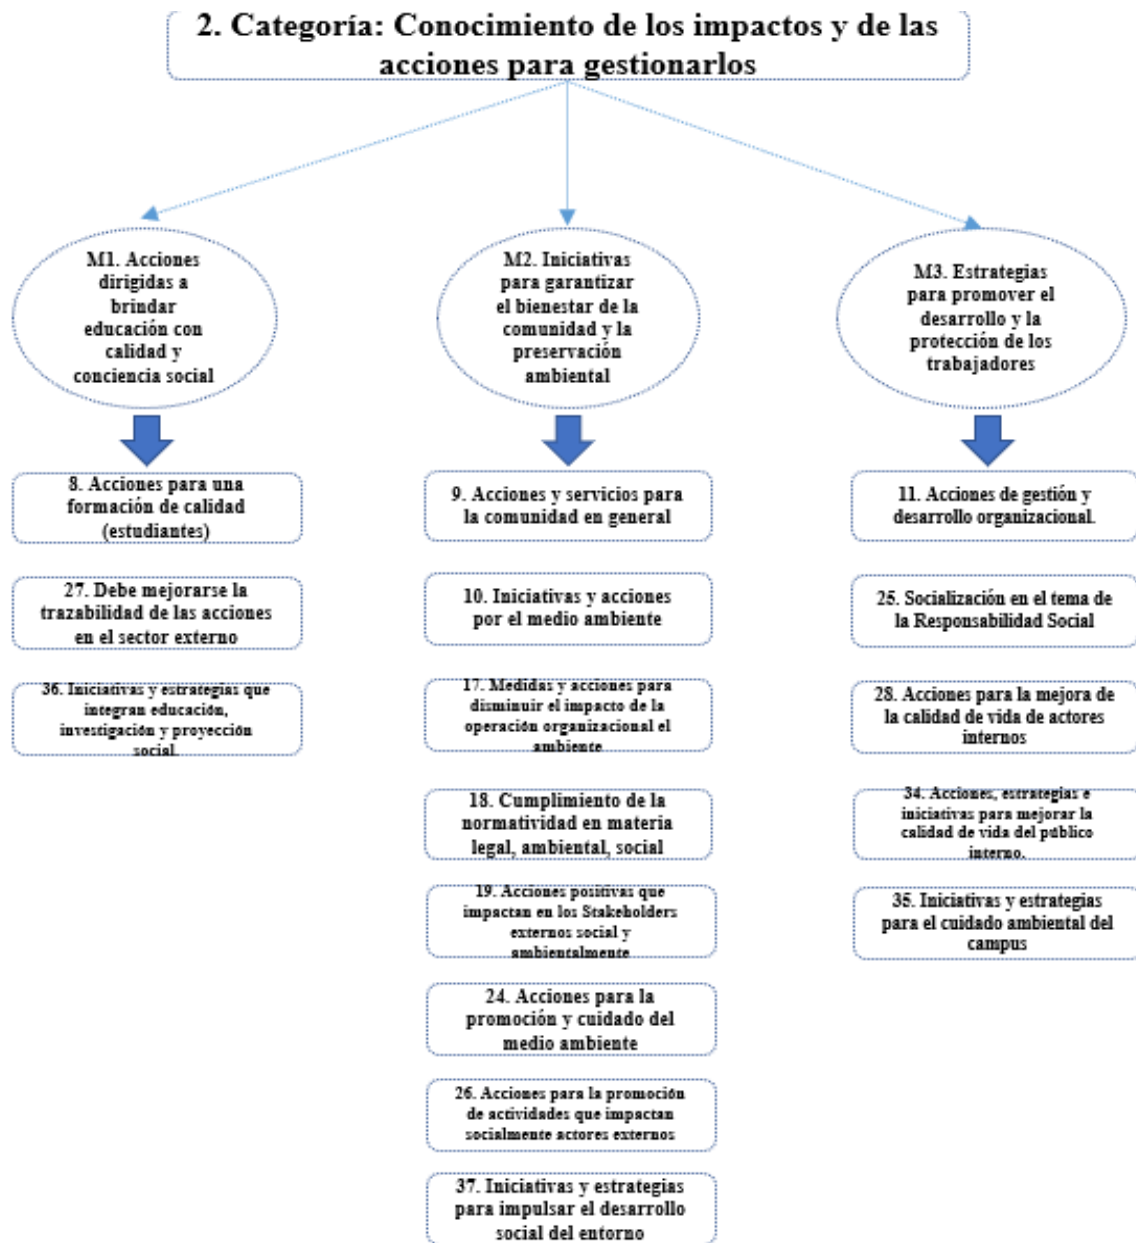 2. Categoría: Conocimiento de los impactos y de las
acciones para gestionarlos
M1. Acciones
dirigidas a
brindar
educación con
calidad y
conciencia social
M2. Iniciativas
para garantizar
el bienestar de la
comunidad y la
preservación
ambiental
M3. Estrategias
para promover el
desarrollo y la
protección de los
trabajadores
8. Acciones para una
formación de calidad
(estudiantes)
27. Debe mejorarse la
trazabilidad de las acciones
en el sector externo
36. Iniciativas y estrategias que
integran educación,
investigación y proyección
social.
9. Acciones y servicios para
la comunidad en general
10. Iniciativas y acciones
por el medio ambiente
17. Medidas y acciones para
disminuir el impacto de la
operación organizacional el
ambiente
18. Cumplimiento de la
normatividad en materia
legal, ambiental, social
19. Acciones positivas que
impactan en los Stakeholders
externos social y
ambientalmente
24. Acciones para la
promoción y cuidado del
medio ambiente
26. Acciones para la promoción
de actividades que impactan
socialmente actores externos
37. Iniciativas y estrategias
para impulsar el desarrollo
social del entorno
11. Acciones de gestión y
desarrollo organizacional.
25. Socialización en el tema de
la Responsabilidad Social
28. Acciones para la mejora de
la calidad de vida de actores
internos
34. Acciones, estrategias e
iniciativas para mejorar la
calidad de vida del público
interno.
35. Iniciativas y estrategias
para el cuidado ambiental del
campus